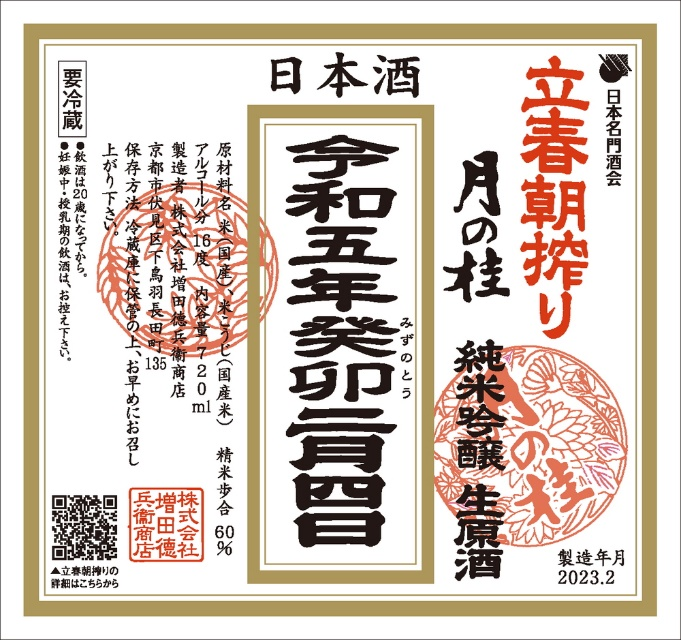 日本名門酒会
立春朝搾り
月の桂
純米吟醸 生原酒
月の桂
製造年月
2023.2
日本酒
令和五年癸卯二月四日
みずのとう
原材料名 米(国産)、米こうじ(国産米) 精米歩合 60%
アルコール分 16度 内容量 720ml
製造者 株式会社増田德兵衞商店
京都市伏見区下鳥羽長田町135
保存方法 冷蔵庫に保管の上、お早めにお召し
上がり下さい。
要冷蔵
●飲酒は20歳になってから。
●妊娠中・授乳期の飲酒は、お控え下さい。
株式会社
増田德
兵衞商店
▲立春朝搾りの
詳細はこちらから